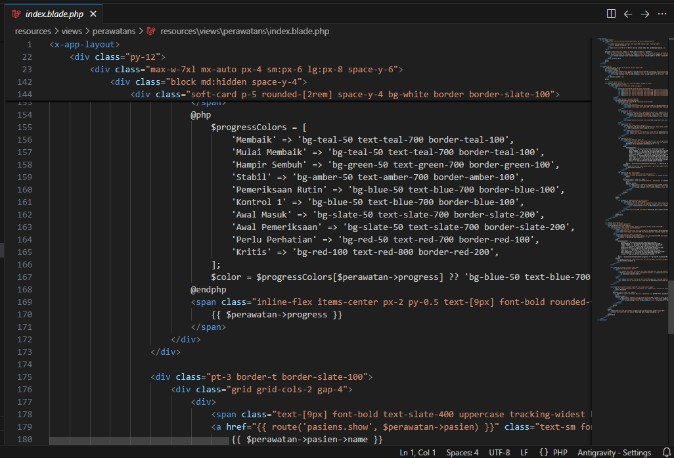 index.blade.php
resources > views > perawatans > resources\views\perawatans\index.blade.php
1 <x-app-layout>
22 <div class="py-12">
23 <div class="max-w-7xl mx-auto px-4 sm:px-6 lg:px-8 space-y-6">
142 <div class="block md:hidden space-y-4">
144 <div class="soft-card p-5 rounded-[2rem] space-y-4 bg-white border border-slate-100">
153 </span>
154 @php
155 $progressColors = [
156 'Membaik' => 'bg-teal-50 text-teal-700 border-teal-100',
157 'Mulai Membaik' => 'bg-teal-50 text-teal-700 border-teal-100',
158 'Hampir Sembuh' => 'bg-green-50 text-green-700 border-green-100',
159 'Stabil' => 'bg-amber-50 text-amber-700 border-amber-100',
160 'Pemeriksaan Rutin' => 'bg-blue-50 text-blue-700 border-blue-100',
161 'Kontrol 1' => 'bg-blue-50 text-blue-700 border-blue-100',
162 'Awal Masuk' => 'bg-slate-50 text-slate-700 border-slate-200',
163 'Awal Pemeriksaan' => 'bg-slate-50 text-slate-700 border-slate-200',
164 'Perlu Perhatian' => 'bg-red-50 text-red-700 border-red-100',
165 'Kritis' => 'bg-red-100 text-red-800 border-red-200',
166 ];
167 $color = $progressColors[$perawatan->progress] ?? 'bg-blue-50 text-blue-700
168 @endphp
169 <span class="inline-flex items-center px-2 py-0.5 text-[9px] font-bold rounded-
170 {{ $perawatan->progress }}
171 </span>
172 </div>
173 </div>
174
175 <div class="pt-3 border-t border-slate-100">
176 <div class="grid grid-cols-2 gap-4">
177 <div>
178 <span class="text-[9px] font-bold text-slate-400 uppercase tracking-widest
179 <a href="{{ route('pasiens.show', $perawatan->pasien) }}" class="text-sm fo
180 {{ $perawatan->pasien->name }}
Ln 1, Col 1 Spaces: 4 UTF-8 LF {} PHP Antigravity - Settings